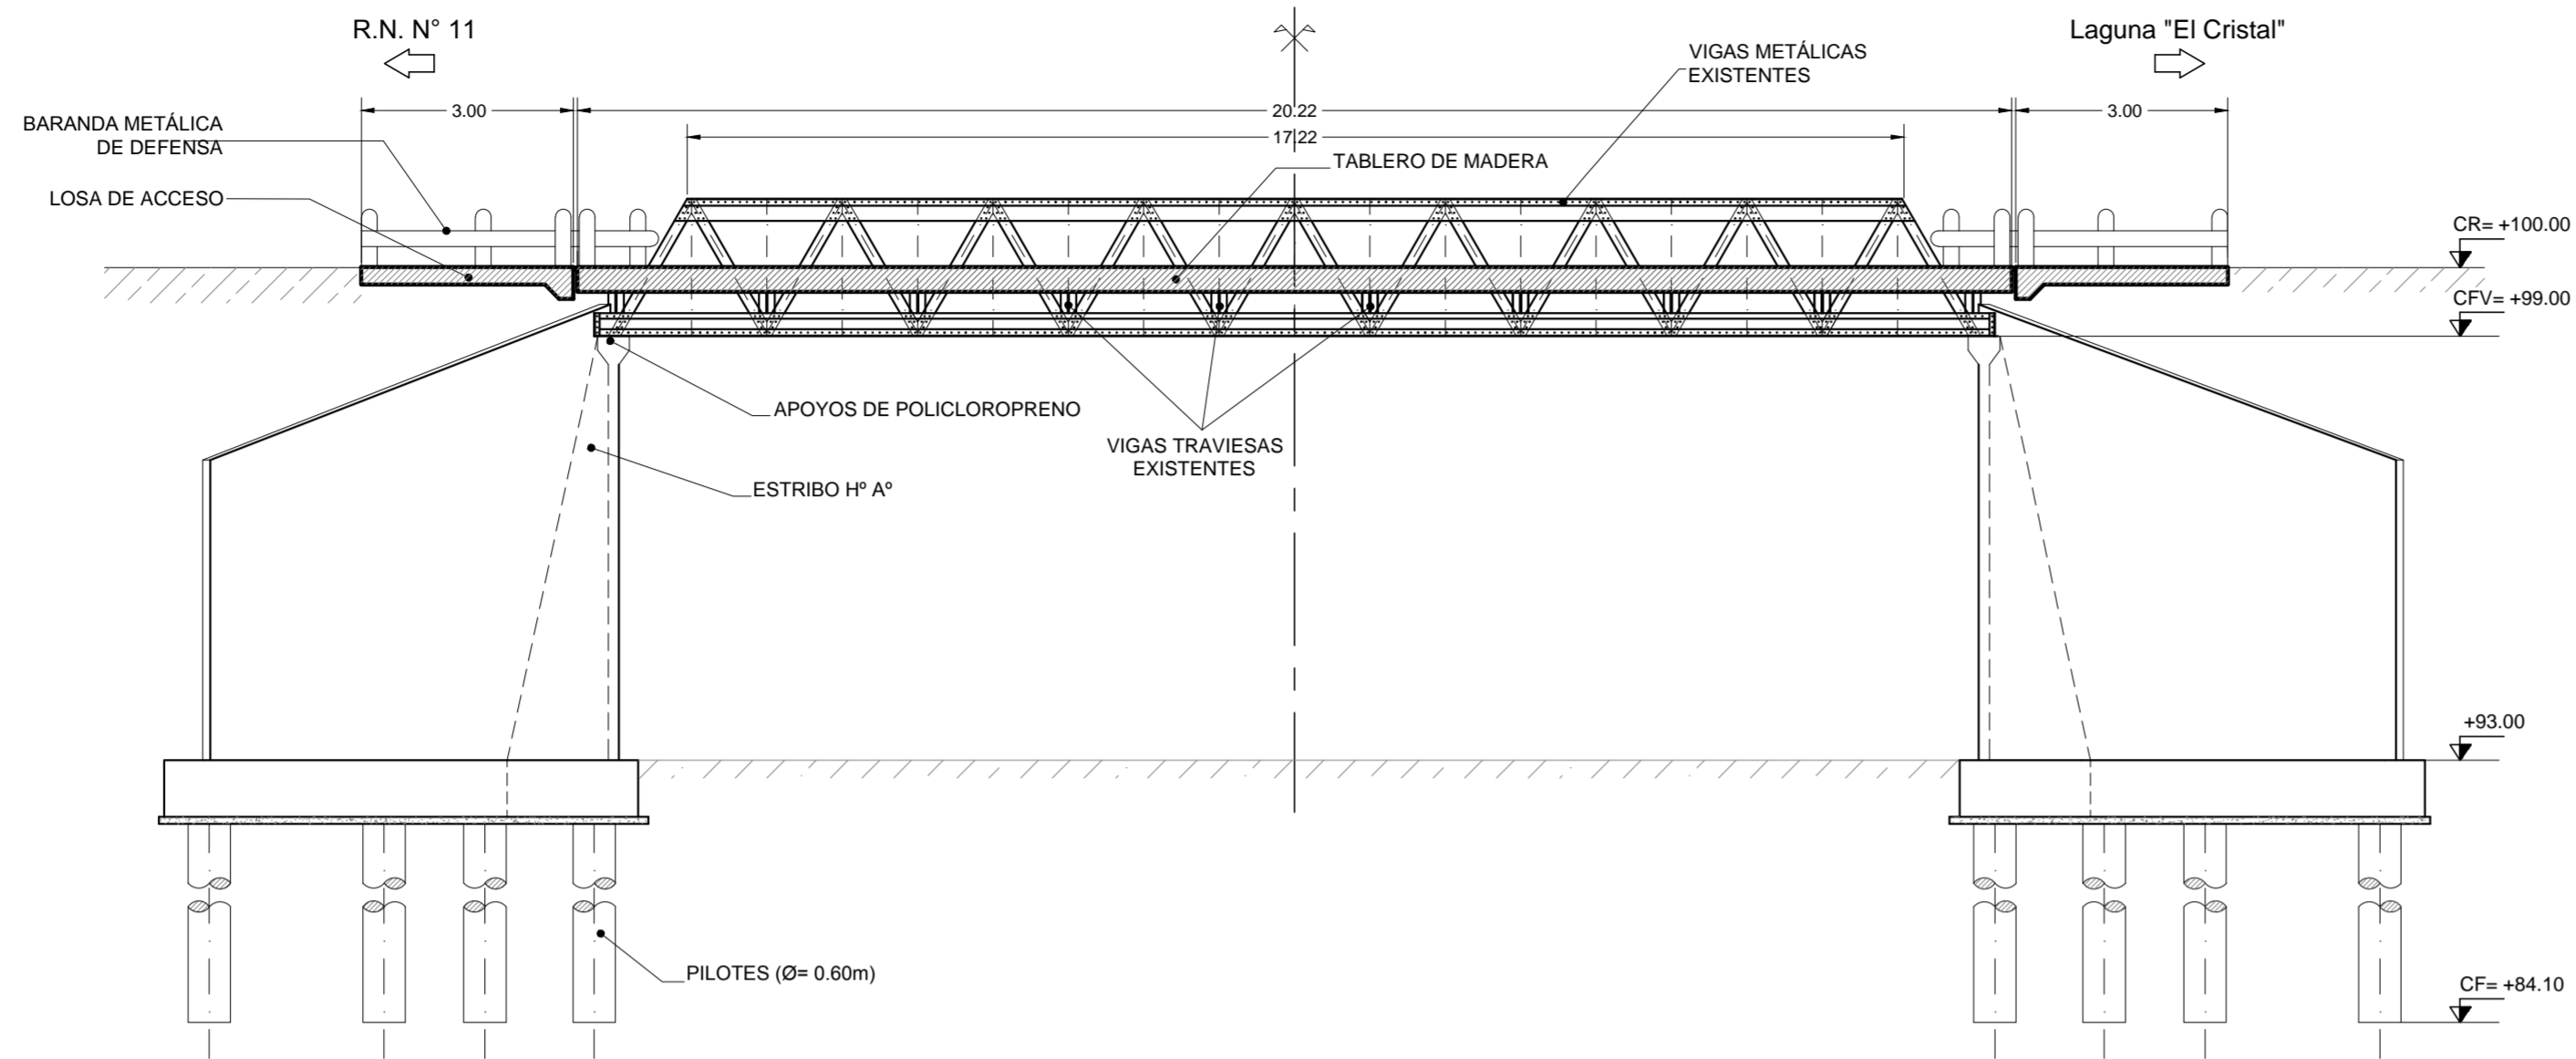 R.N. N° 11
Laguna "El Cristal"
VIGAS METÁLICAS
EXISTENTES
3.00
20.22
3.00
17.22
BARANDA METÁLICA
DE DEFENSA
TABLERO DE MADERA
LOSA DE ACCESO
CR= +100.00
CFV= +99.00
APOYOS DE POLICLOROPRENO
VIGAS TRAVIESAS
EXISTENTES
ESTRIBO Hº Aº
+93.00
PILOTES (Ø= 0.60m)
CF= +84.10